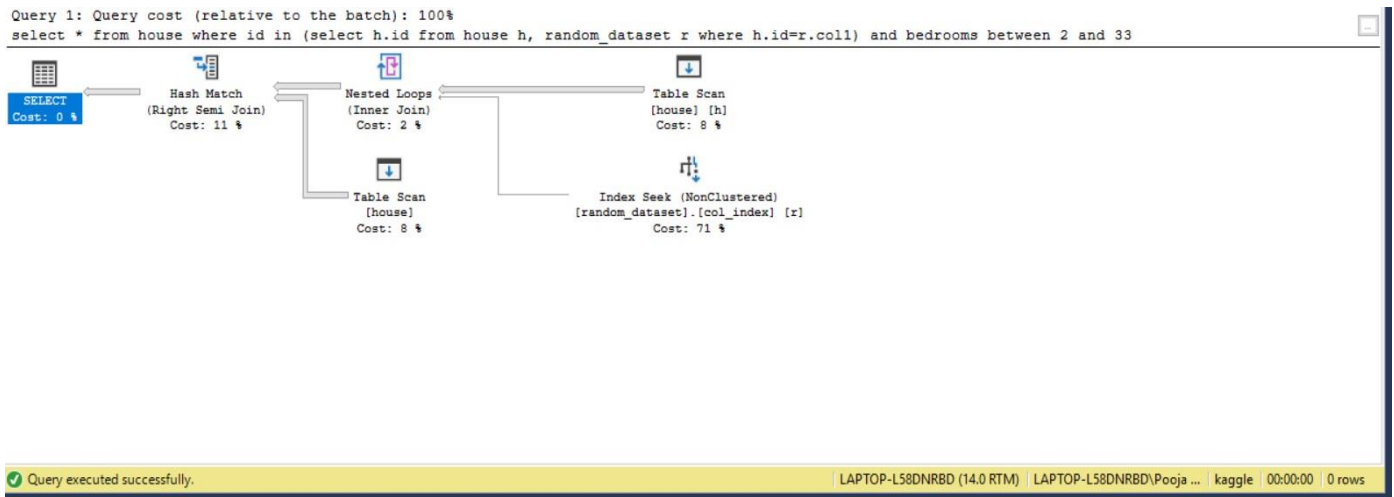 Query 1: Query cost (relative to the batch): 100%
select * from house where id in (select h.id from house h, random_dataset r where h.id=r.col1) and bedrooms between 2 and 33
SELECT
Cost: 0 %
Hash Match
(Right Semi Join)
Cost: 11 %
Nested Loops
(Inner Join)
Cost: 2 %
Table Scan
[house] [h]
Cost: 8 %
Table Scan
[house]
Cost: 8 %
Index Seek (NonClustered)
[random_dataset].[col_index] [r]
Cost: 71 %
Query executed successfully.
LAPTOP-L58DNRBD (14.0 RTM)
LAPTOP-L58DNRBD\Pooja ...
kaggle
00:00:00
0 rows